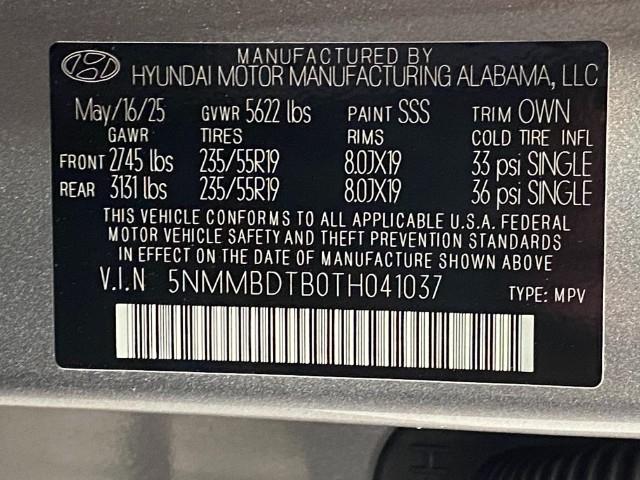 MANUFACTURED BY
HYUNDAI MOTOR MANUFACTURING ALABAMA, LLC
May/16/25 GVWR 5622 lbs PAINT SSS TRIM OWN
GAWR TIRES RIMS COLD TIRE INFL
FRONT 2745 lbs 235/55R19 8.0JX19 33 psi SINGLE
REAR 3131 lbs 235/55R19 8.0JX19 36 psi SINGLE
THIS VEHICLE CONFORMS TO ALL APPLICABLE U.S.A. FEDERAL
MOTOR VEHICLE SAFETY AND THEFT PREVENTION STANDARDS
IN EFFECT ON THE DATE OF MANUFACTURE SHOWN ABOVE
V.I.N 5NMMBDTB0TH041037 TYPE: MPV